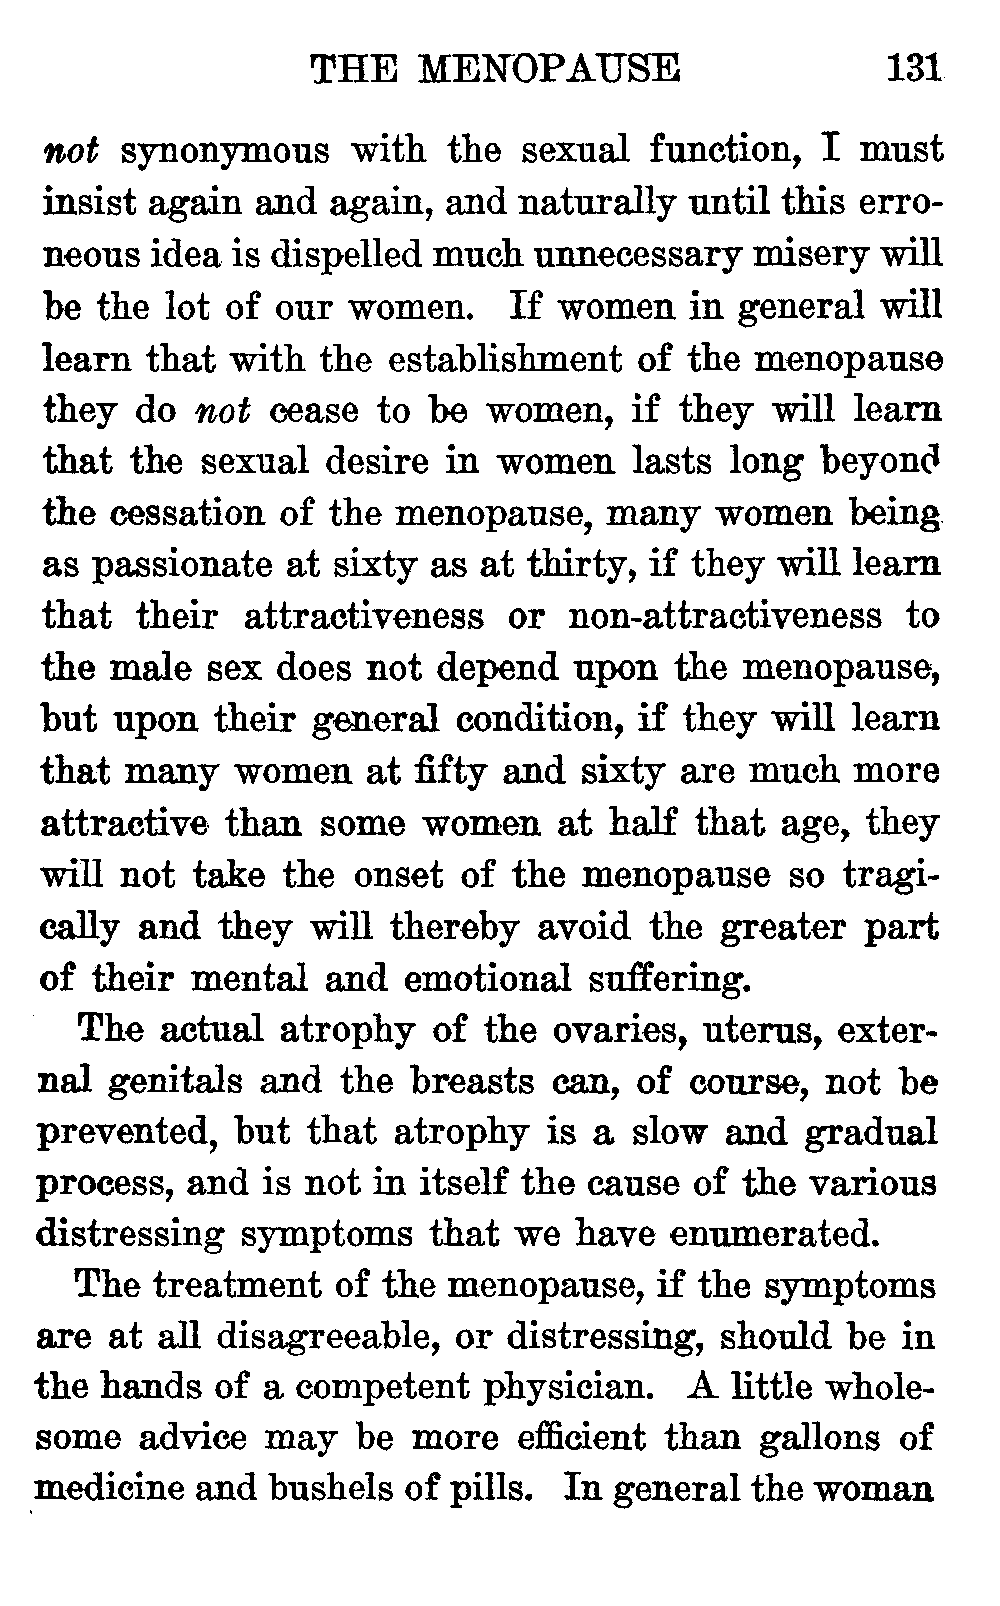 THE MENOPAUSE 131
not synonymous with the sexual function, I must
insist again and again, and naturally until this erro-
neous idea is dispelled much unnecessary misery will
be the lot of our women. If women in general will
learn that with the establishment of the menopause
they do not cease to be women, if they will learn
that the sexual desire in women lasts long beyond
the cessation of the menopause, many women being
as passionate at sixty as at thirty, if they will learn
that their attractiveness or non-attractiveness to
the male sex does not depend upon the menopause,
but upon their general condition, if they will learn
that many women at fifty and sixty are much more
attractive than some women at half that age, they
will not take the onset of the menopause so tragi-
cally and they will thereby avoid the greater part
of their mental and emotional suffering.
The actual atrophy of the ovaries, uterus, exter-
nal genitals and the breasts can, of course, not be
prevented, but that atrophy is a slow and gradual
process, and is not in itself the cause of the various
distressing symptoms that we have enumerated.
The treatment of the menopause, if the symptoms
are at all disagreeable, or distressing, should be in
the hands of a competent physician. A little whole-
some advice may be more efficient than gallons of
medicine and bushels of pills. In general the woman